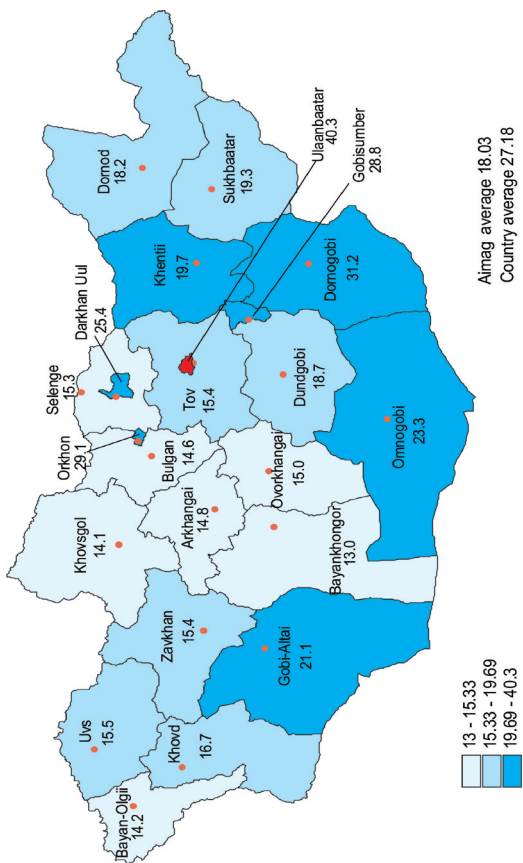 Bayan-Olgii
14.2
Uvs
15.5
Khovd
16.7
Zavkhan
15.4
Gobi-Altai
21.1
Khovsgol
14.1
Arkhangai
14.8
Bayankhongor
13.0
Orkhon
29.1
Bulgan
14.6
Ovorkhangai
15.0
Selenge
15.3
Darkhan Uul
25.4
Tov
15.4
Dundgobi
18.7
Omnogobi
23.3
Khentii
19.7
Dornogobi
31.2
Dornod
18.2
Sukhbaatar
19.3
Ulaanbaatar
40.3
Gobisumber
28.8
13 - 15.33
15.33 - 19.69
19.69 - 40.3
Aimag average 18.03
Country average 27.18